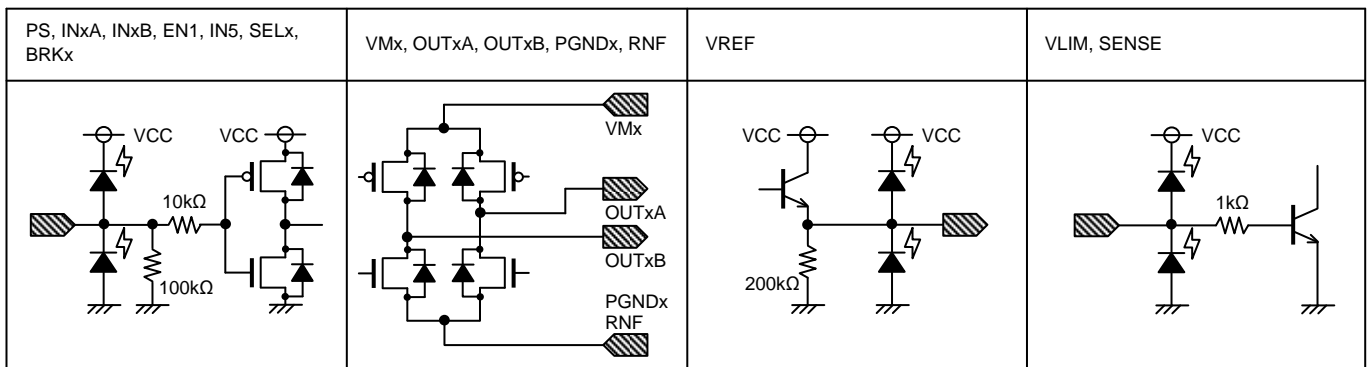 PS, INxA, INxB, EN1, IN5, SELx,
BRKx
VMx, OUTxA, OUTxB, PGNDx, RNF
VREF
VLIM, SENSE
VCC
VCC
10kΩ
100kΩ
VMx
OUTxA
OUTxB
PGNDx
RNF
VCC
VCC
200kΩ
VCC
1kΩ